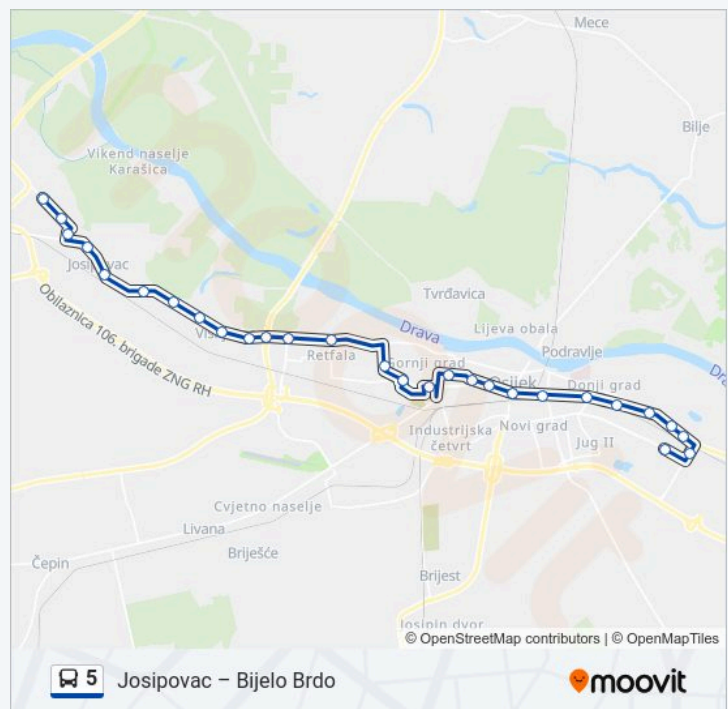 Mece
Bilje
Vikend naselje
Karašica
Josipovac
Obilaznica 106. brigade ZNG RH
Tvrđavica
Drava
Lijeva obala
Podravlje
Retfala
Gornji grad
Osijek
Donji grad
Industrijska
četvrt
Novi grad
Jug II
Cvjetno naselje
Livana
Čepin
Briješće
Brijest
Josipin dvor
© OpenStreetMap contributors | © OpenMapTiles
5
Josipovac – Bijelo Brdo
moovit